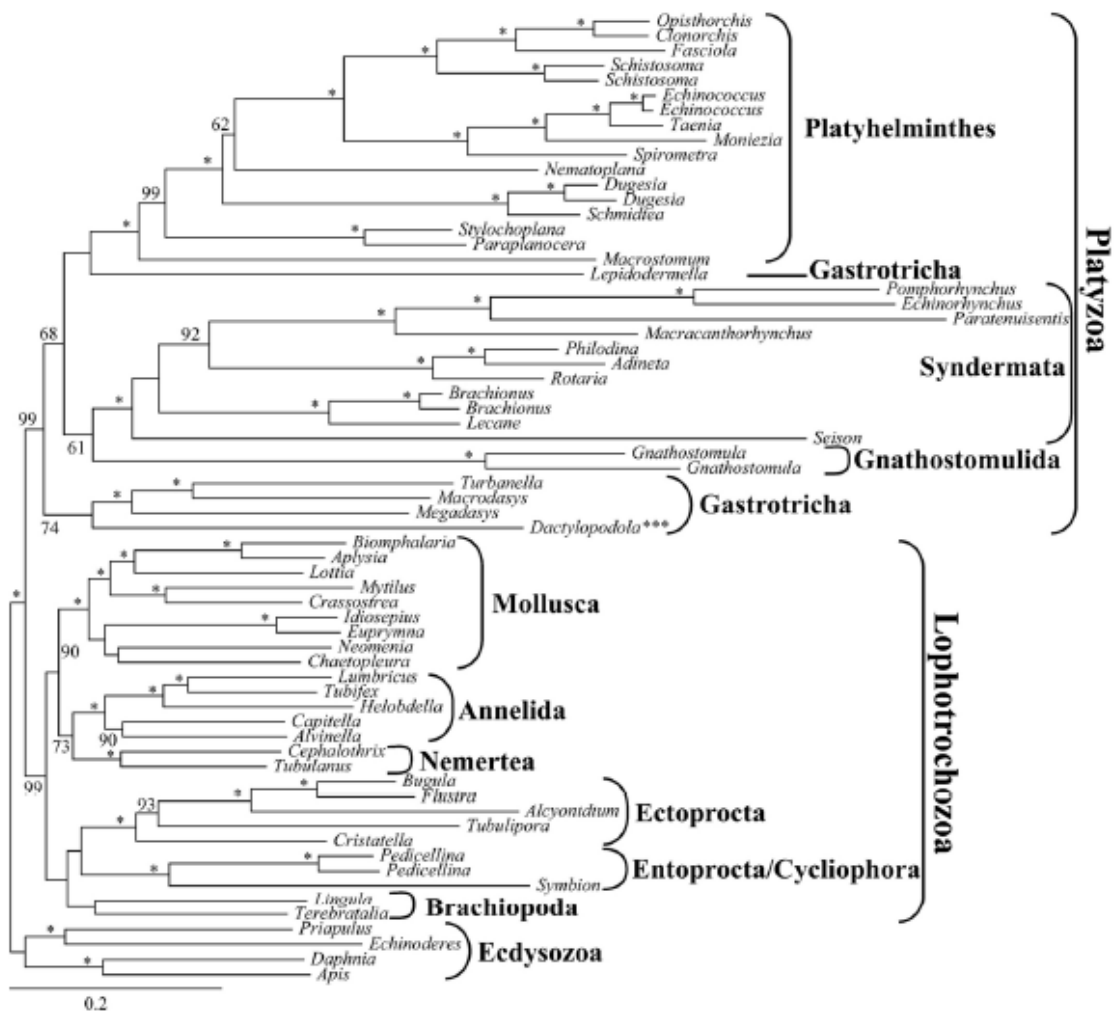 Opisthorchis
Clonorchis
Fasciola
Schistosoma
Schistosoma
Echinococcus
Echinococcus
Taenia
Moniezia
Spirometra
Nematoplana
Dugesia
Dugesia
Schmidtea
Stylochoplana
Paraplanocera
Macrostomum
Lepidodermella
Pomphorhynchus
Echinorhynchus
Paratenuisentis
Macracanthorhynchus
Philodina
Adineta
Rotaria
Brachionus
Brachionus
Lecane
Seison
Gnathostomula
Gnathostomula
Turbanella
Macrodasys
Megadasys
Dactylopodola***
Biomphalaria
Aplysia
Lottia
Mytilus
Crassostrea
Idiosepius
Euprymna
Neomenia
Chaetopleura
Lumbricus
Tubifex
Helobdella
Capitella
Alvinella
Cephalothrix
Tubulanus
Bugula
Flustra
Alcyonidium
Tubulipora
Cristatella
Pedicellina
Pedicellina
Symbion
Lingula
Terebratalia
Priapulus
Echinoderes
Daphnia
Apis
Platyhelminthes
Gastrotricha
Syndermata
Gnathostomulida
Gastrotricha
Mollusca
Annelida
Nemertea
Ectoprocta
Entoprocta/Cycliophora
Brachiopoda
Ecdysozoa
Platyzoa
Lophotrochozoa
62
99
92
68
99
61
74
90
90
73
99
93
0.2